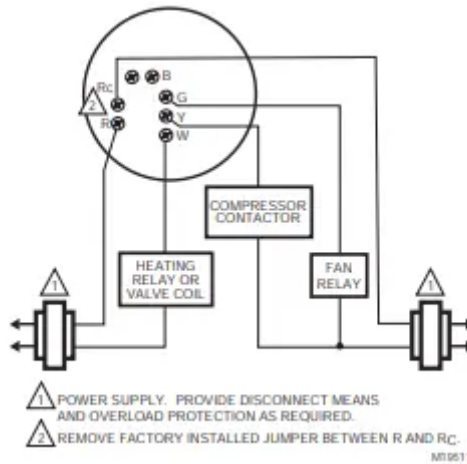 B
RC
G
2
Y
R
W
COMPRESSOR
CONTACTOR
HEATING
RELAY OR
VALVE COIL
FAN
RELAY
1
1
1 POWER SUPPLY. PROVIDE DISCONNECT MEANS
AND OVERLOAD PROTECTION AS REQUIRED.
2 REMOVE FACTORY INSTALLED JUMPER BETWEEN R AND RC.